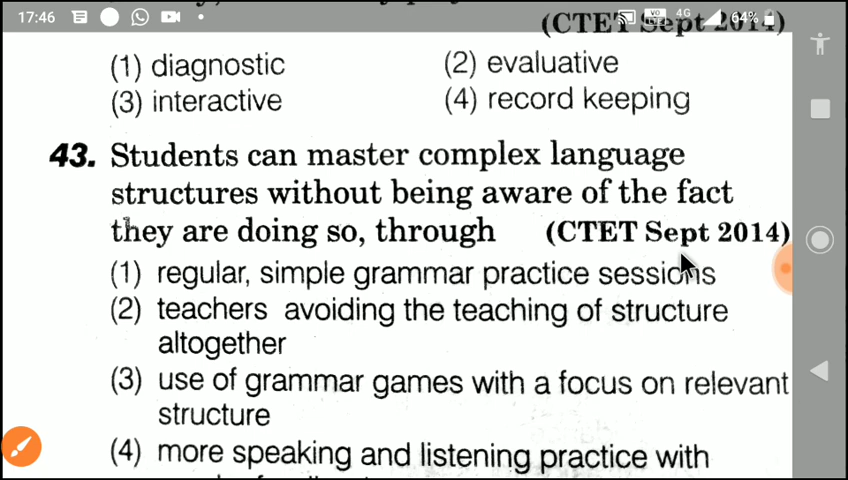 17:46
VO
4G
64%
(CTET Sept 2014)
(1) diagnostic (2) evaluative
(3) interactive (4) record keeping
43. Students can master complex language
structures without being aware of the fact
they are doing so, through (CTET Sept 2014)
(1) regular, simple grammar practice sessions
(2) teachers avoiding the teaching of structure
altogether
(3) use of grammar games with a focus on relevant
structure
(4) more speaking and listening practice with